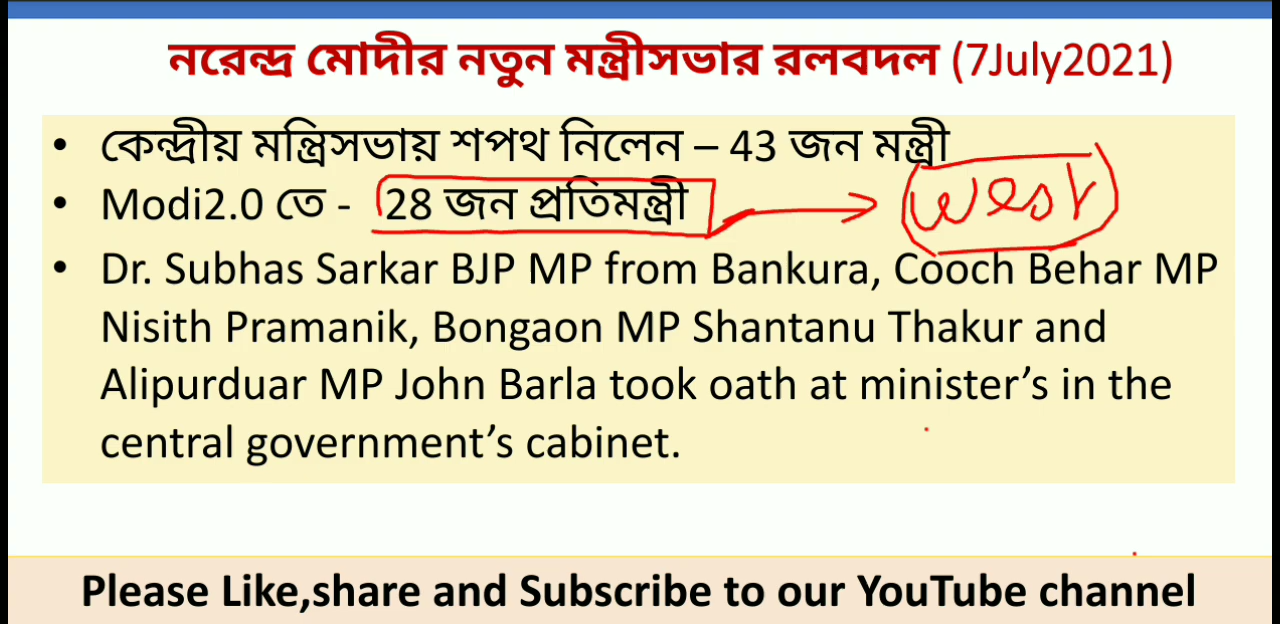 নরেন্দ্র মোদীর নতুন মন্ত্রীসভার রলবদল (7July2021)
• কেন্দ্রীয় মন্ত্রিসভায় শপথ নিলেন – 43 জন মন্ত্রী
• Modi2.0 তে - 28 জন প্রতিমন্ত্রী → west
• Dr. Subhas Sarkar BJP MP from Bankura, Cooch Behar MP
Nisith Pramanik, Bongaon MP Shantanu Thakur and
Alipurduar MP John Barla took oath at minister’s in the
central government’s cabinet.
Please Like,share and Subscribe to our YouTube channel